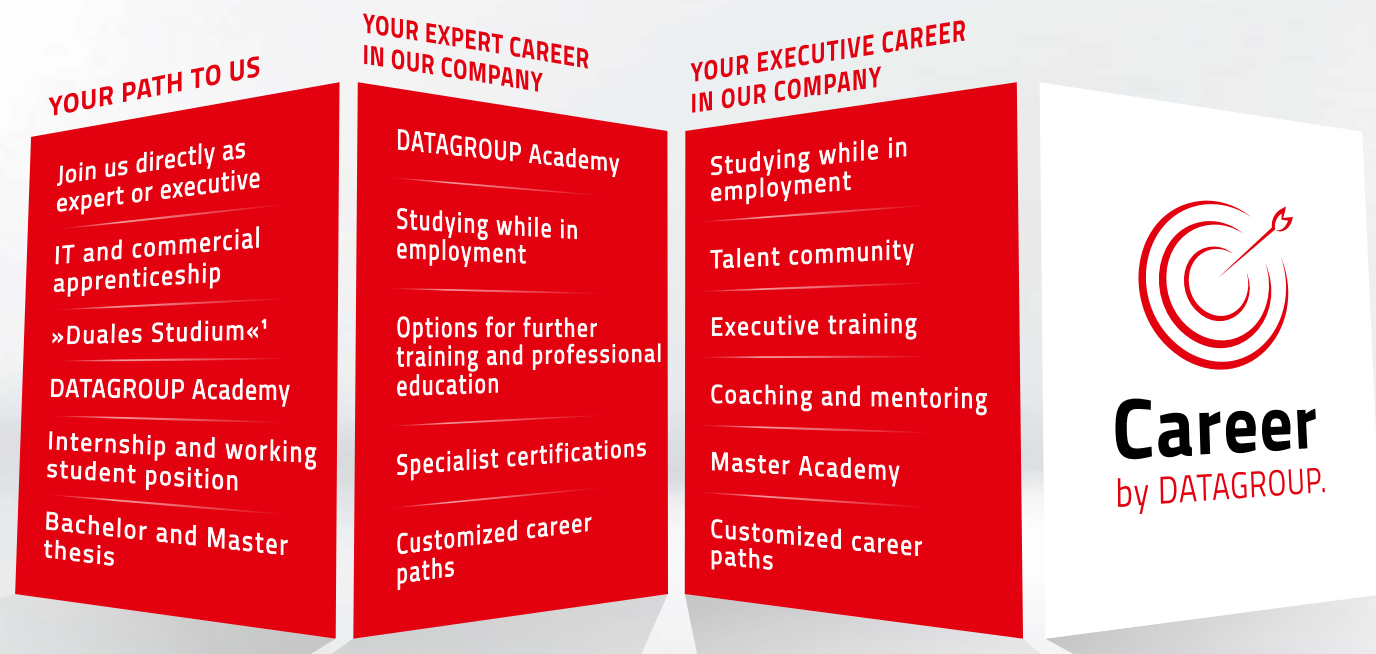 YOUR PATH TO US
Join us directly as
expert or executive
IT and commercial
apprenticeship
»Duales Studium«¹
DATAGROUP Academy
Internship and working
student position
Bachelor and Master
thesis
YOUR EXPERT CAREER
IN OUR COMPANY
DATAGROUP Academy
Studying while in
employment
Options for further
training and professional
education
Specialist certifications
Customized career
paths
YOUR EXECUTIVE CAREER
IN OUR COMPANY
Studying while in
employment
Talent community
Executive training
Coaching and mentoring
Master Academy
Customized career
paths
Career
by DATAGROUP.